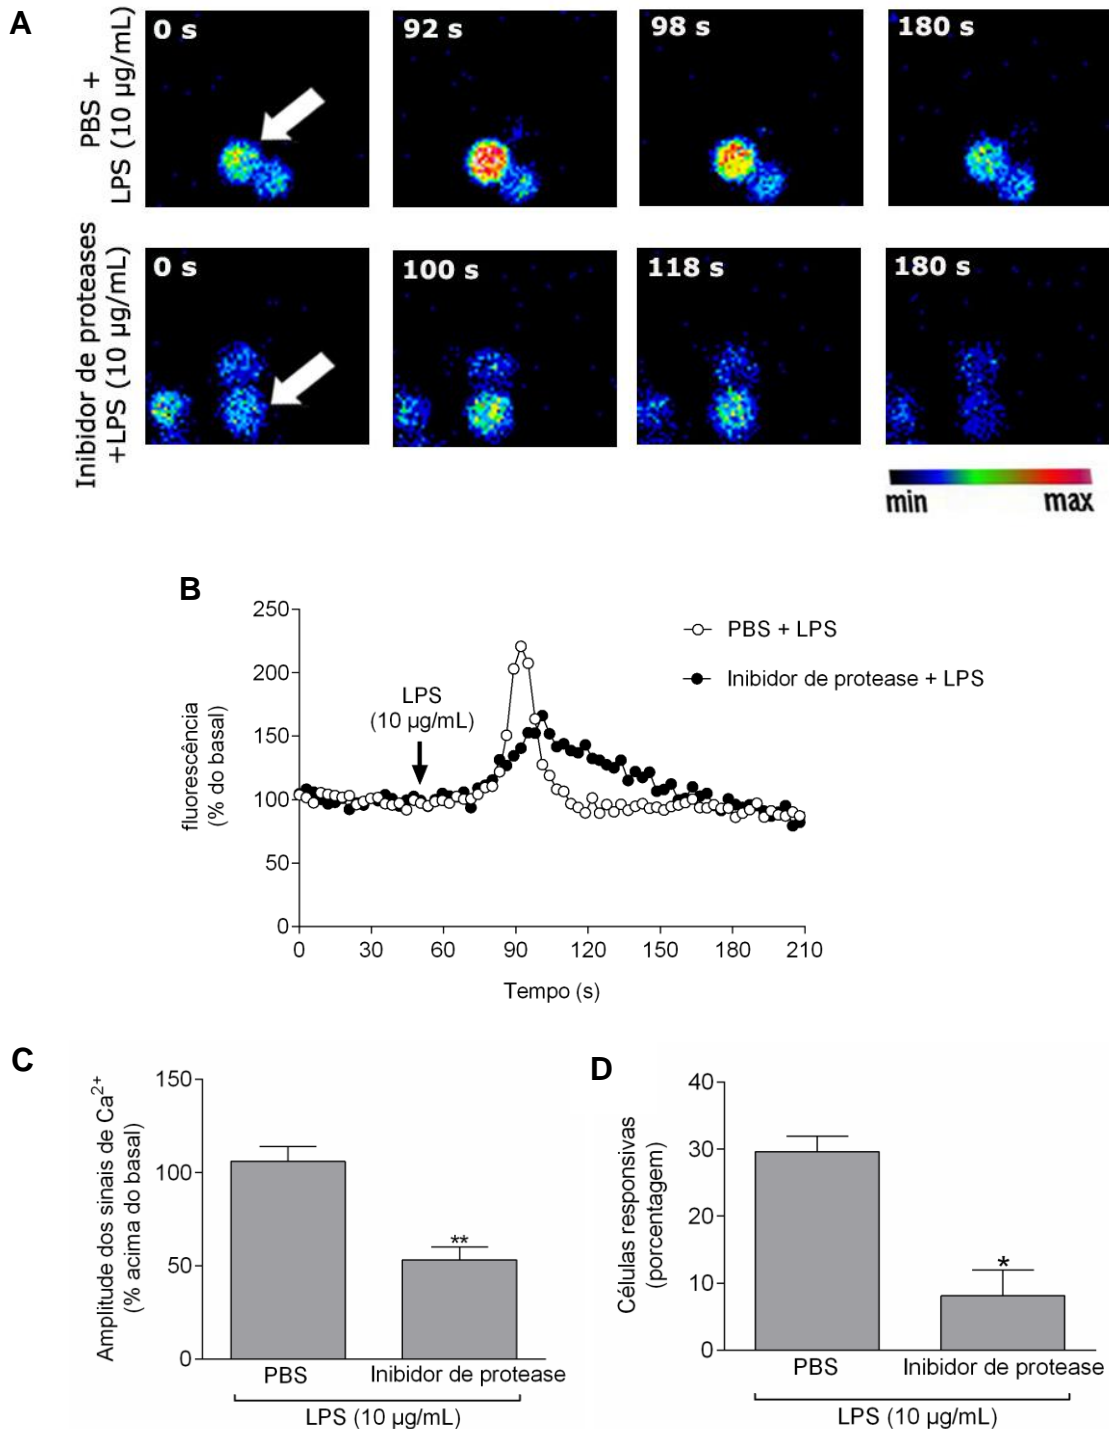 A
PBS +
LPS (10 µg/mL)
0 s
92 s
98 s
180 s
Inibidor de proteases
+LPS (10 µg/mL)
0 s
100 s
118 s
180 s
min
max
B
fluorescência
(% do basal)
250
200
150
100
50
0
LPS
(10 µg/mL)
PBS + LPS
Inibidor de protease + LPS
0
30
60
90
120
150
180
210
Tempo (s)
C
Amplitude dos sinais de Ca²⁺
(% acima do basal)
150
100
50
0
**
PBS
Inibidor de protease
LPS (10 µg/mL)
D
Células responsivas
(porcentagem)
40
30
20
10
0
*
PBS
Inibidor de protease
LPS (10 µg/mL)